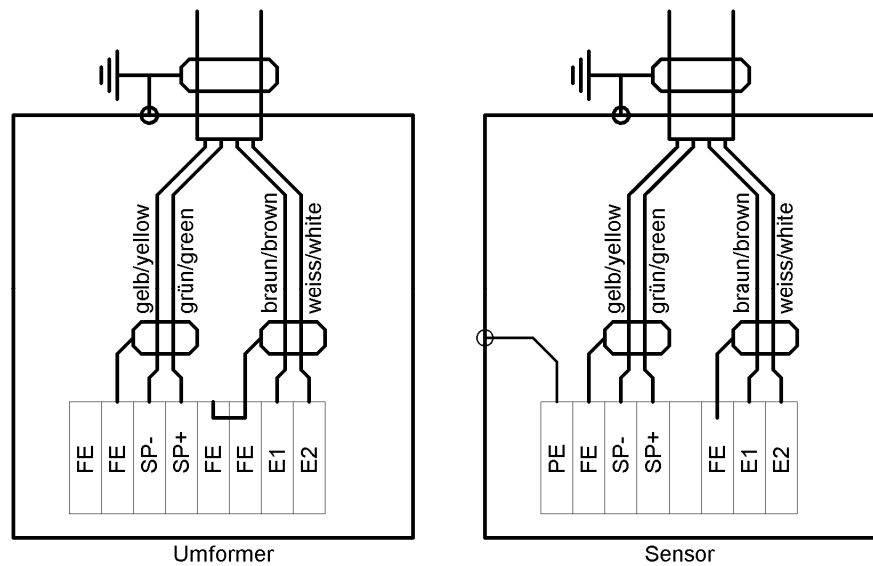 gelb/yellow
grün/green
braun/brown
weiss/white
FE
FE
SP-
SP+
FE
FE
E1
E2
Umformer
gelb/yellow
grün/green
braun/brown
weiss/white
PE
FE
SP-
SP+
FE
E1
E2
Sensor